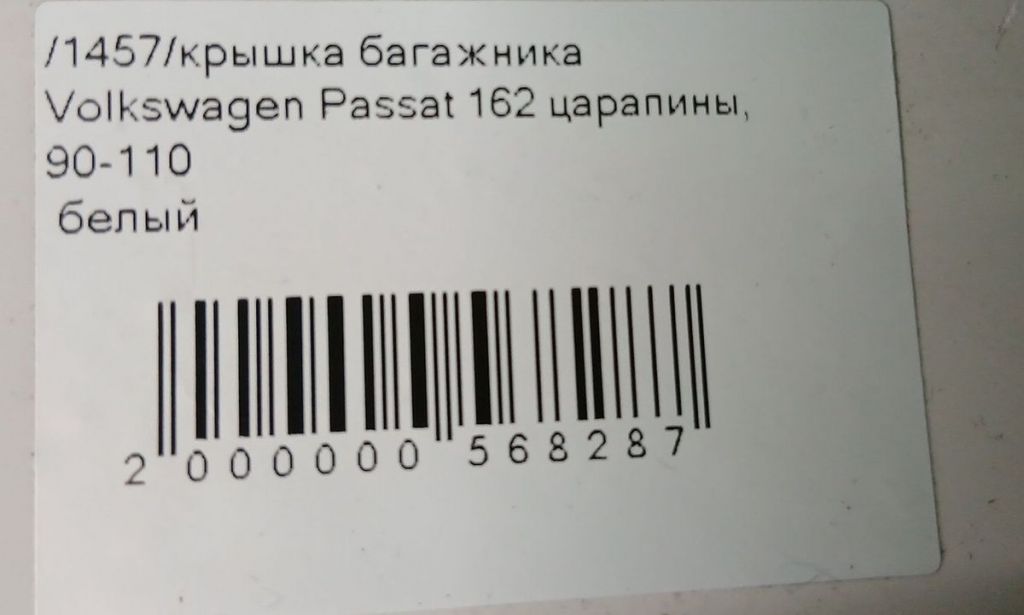 /1457/крышка багажника
Volkswagen Passat 162 царапины,
90-110
белый
2 000000 568287